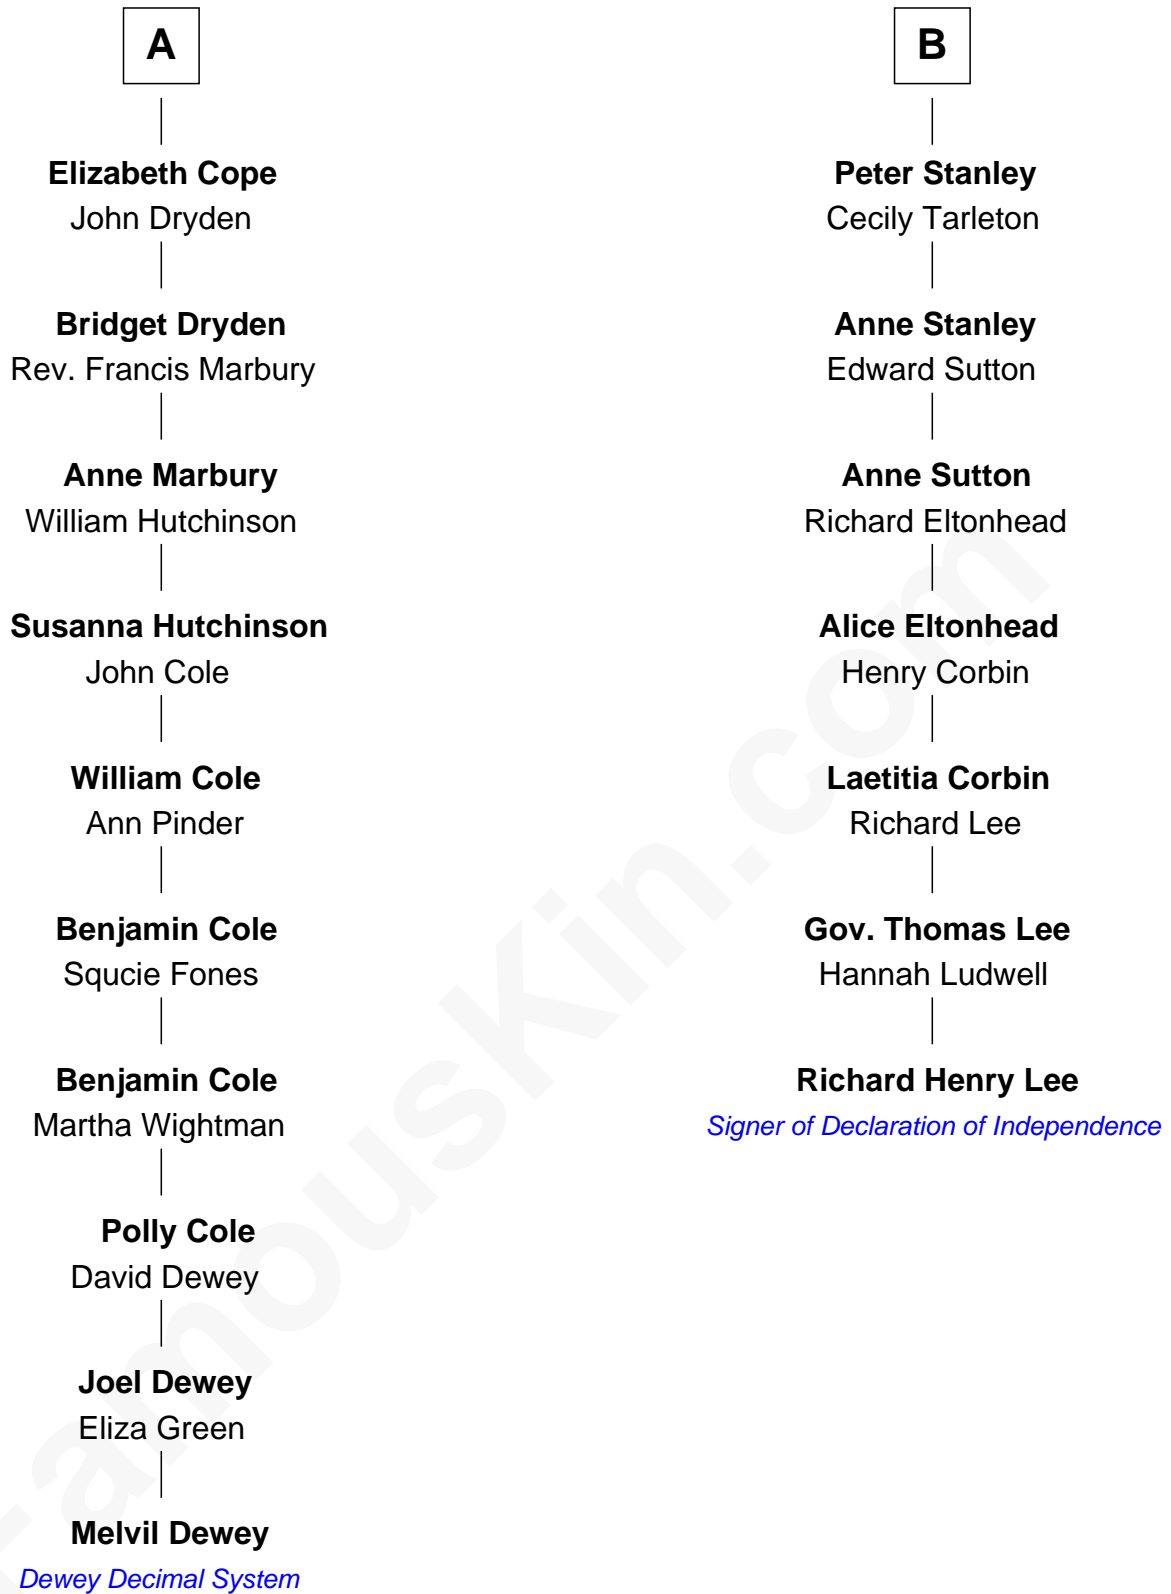 A
Elizabeth Cope
John Dryden
Bridget Dryden
Rev. Francis Marbury
Anne Marbury
William Hutchinson
Susanna Hutchinson
John Cole
William Cole
Ann Pinder
Benjamin Cole
Squcie Fones
Benjamin Cole
Martha Wightman
Polly Cole
David Dewey
Joel Dewey
Eliza Green
Melvil Dewey
Dewey Decimal System
B
Peter Stanley
Cecily Tarleton
Anne Stanley
Edward Sutton
Anne Sutton
Richard Eltonhead
Alice Eltonhead
Henry Corbin
Laetitia Corbin
Richard Lee
Gov. Thomas Lee
Hannah Ludwell
Richard Henry Lee
Signer of Declaration of Independence
FamousKin.com